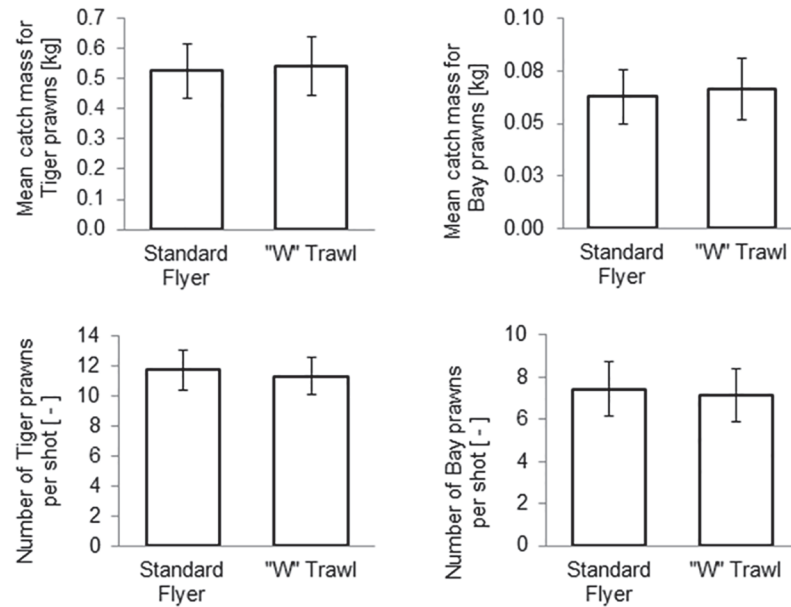 Mean catch mass for
Tiger prawns [kg]
0.7
0.6
0.5
0.4
0.3
0.2
0.1
0.0
Standard
Flyer
"W" Trawl
Mean catch mass for
Bay prawns [kg]
0.10
0.08
0.05
0.03
0.00
Standard
Flyer
"W" Trawl
Number of Tiger prawns
per shot [ - ]
14
12
10
8
6
4
2
0
Standard
Flyer
"W" Trawl
Number of Bay prawns
per shot [ - ]
10
8
6
4
2
0
Standard
Flyer
"W" Trawl